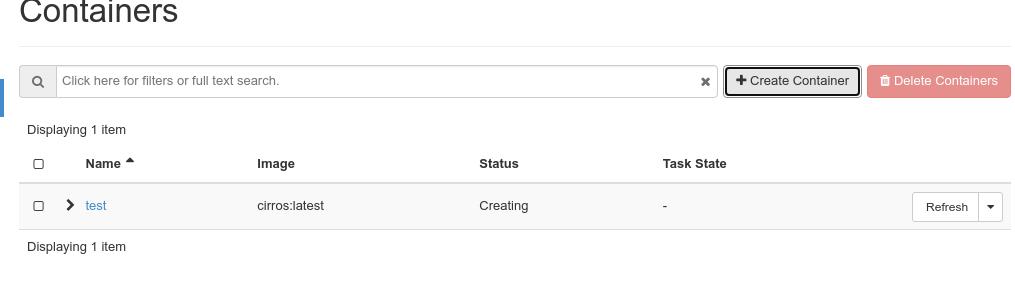 Containers
Click here for filters or full text search. Create Container Delete Containers
Displaying 1 item
Name Image Status Task State
test cirros:latest Creating - Refresh
Displaying 1 item